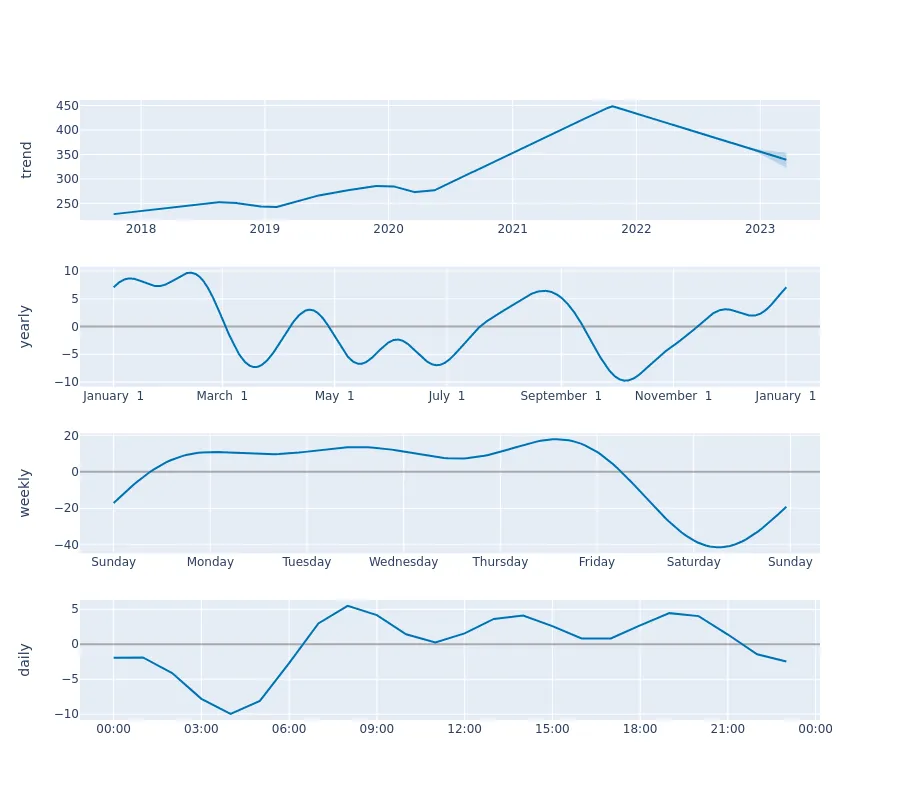 450
400
350
300
250
trend
2018 2019 2020 2021 2022 2023
10
5
0
−5
−10
yearly
January 1 March 1 May 1 July 1 September 1 November 1 January 1
20
0
−20
−40
weekly
Sunday Monday Tuesday Wednesday Thursday Friday Saturday Sunday
5
0
−5
−10
daily
00:00 03:00 06:00 09:00 12:00 15:00 18:00 21:00 00:00